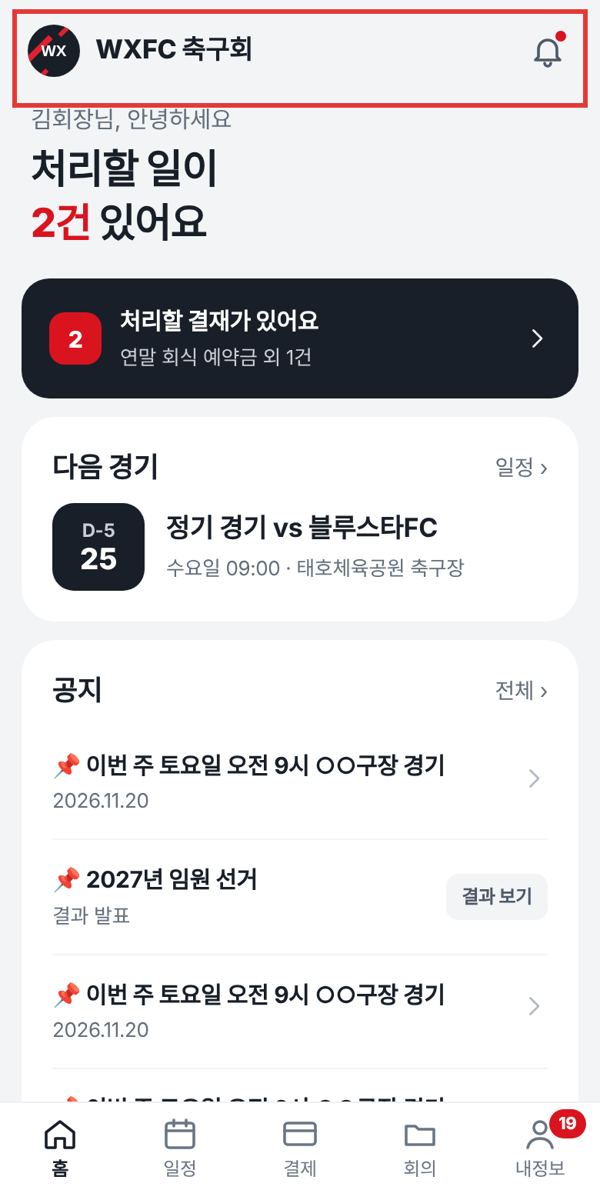 WX WXFC 축구회
김회장님, 안녕하세요
처리할 일이
2건 있어요
2 처리할 결재가 있어요
연말 회식 예약금 외 1건
다음 경기 일정 ›
D-5 정기 경기 vs 블루스타FC
25 수요일 09:00 · 태호체육공원 축구장
공지 전체 ›
📌 이번 주 토요일 오전 9시 ○○구장 경기
2026.11.20
📌 2027년 임원 선거
결과 발표 결과 보기
📌 이번 주 토요일 오전 9시 ○○구장 경기
2026.11.20
19
홈 일정 결제 회의 내정보